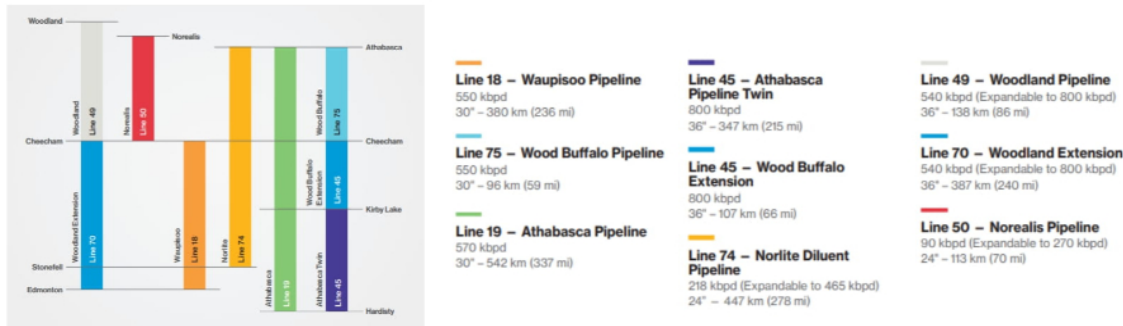 Woodland
Norealis
Athabasca
Woodland
Line 49
Norealis
Line 50
Wood Buffalo
Line 75
Cheecham
Cheecham
Woodland Extension
Line 70
Waupisoo
Line 18
Norlite
Line 74
Athabasca
Line 19
Wood Buffalo
Extension
Line 45
Kirby Lake
Athabasca Twin
Line 45
Stonefell
Edmonton
Hardisty
Line 18 – Waupisoo Pipeline
550 kbpd
30" – 380 km (236 mi)
Line 75 – Wood Buffalo Pipeline
550 kbpd
30" – 96 km (59 mi)
Line 19 – Athabasca Pipeline
570 kbpd
30" – 542 km (337 mi)
Line 45 – Athabasca
Pipeline Twin
800 kbpd
36" – 347 km (215 mi)
Line 45 – Wood Buffalo
Extension
800 kbpd
36" – 107 km (66 mi)
Line 74 – Norlite Diluent
Pipeline
218 kbpd (Expandable to 465 kbpd)
24" – 447 km (278 mi)
Line 49 – Woodland Pipeline
540 kbpd (Expandable to 800 kbpd)
36" – 138 km (86 mi)
Line 70 – Woodland Extension
540 kbpd (Expandable to 800 kbpd)
36" – 387 km (240 mi)
Line 50 – Norealis Pipeline
90 kbpd (Expandable to 270 kbpd)
24" – 113 km (70 mi)